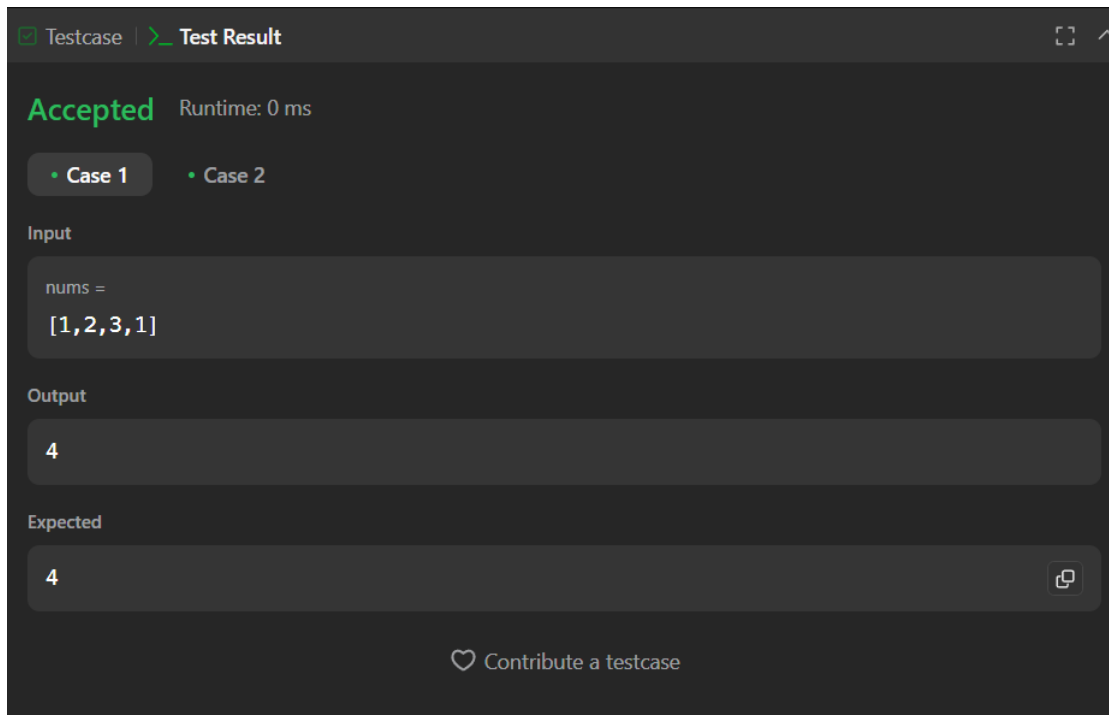 Testcase | >_ Test Result
Accepted Runtime: 0 ms
• Case 1 • Case 2
Input
nums =
[1,2,3,1]
Output
4
Expected
4
Contribute a testcase